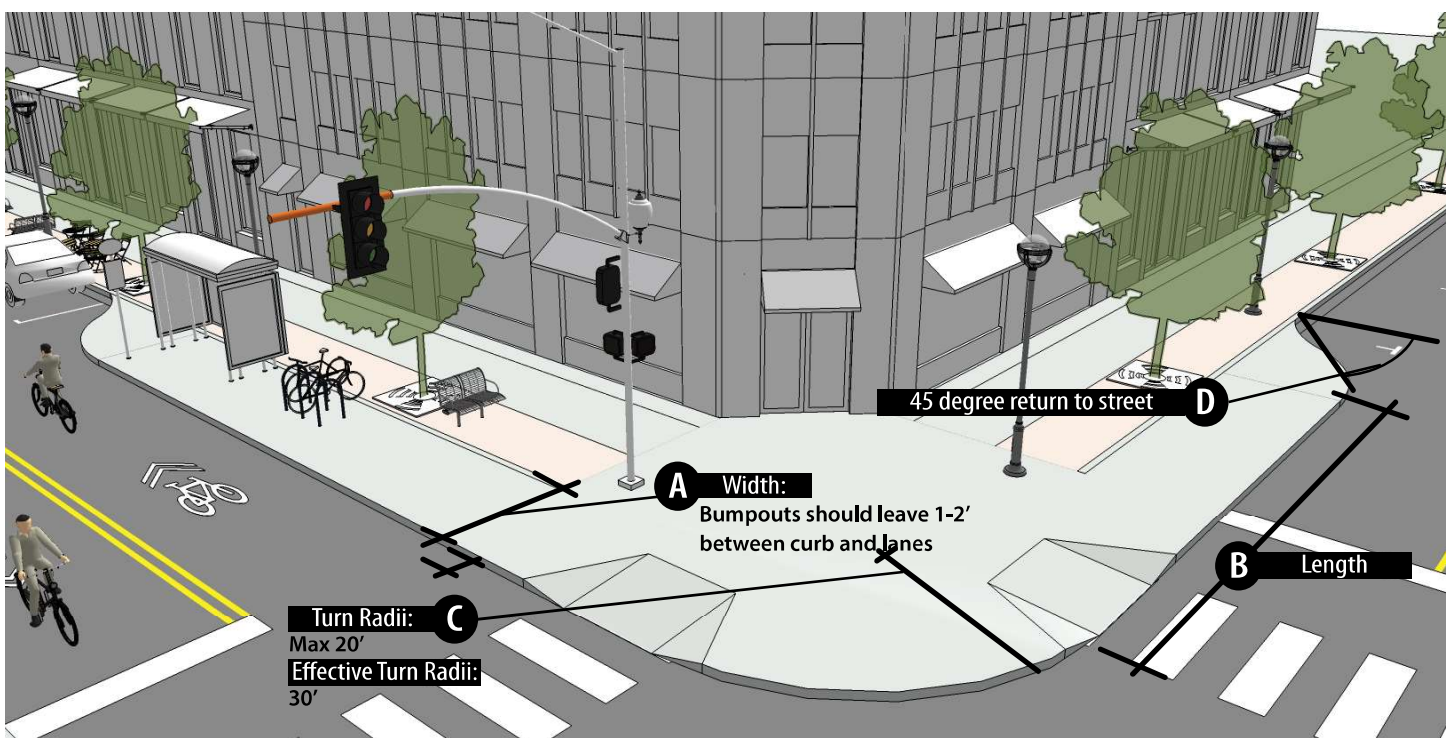 45 degree return to street D
A Width:
Bumpouts should leave 1-2'
between curb and lanes
B Length
Turn Radii: C
Max 20'
Effective Turn Radii:
30'